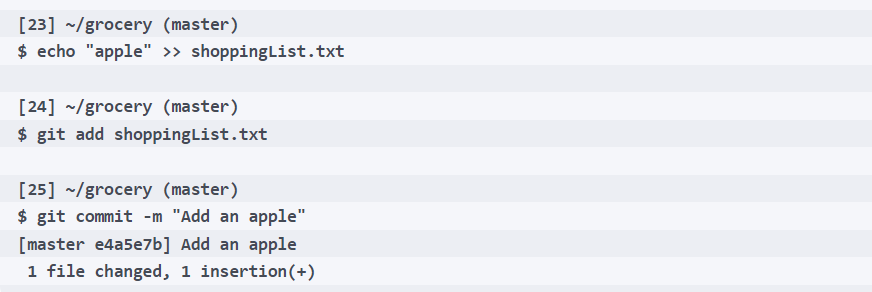 [23] ~/grocery (master)
$ echo "apple" >> shoppingList.txt
[24] ~/grocery (master)
$ git add shoppingList.txt
[25] ~/grocery (master)
$ git commit -m "Add an apple"
[master e4a5e7b] Add an apple
1 file changed, 1 insertion(+)